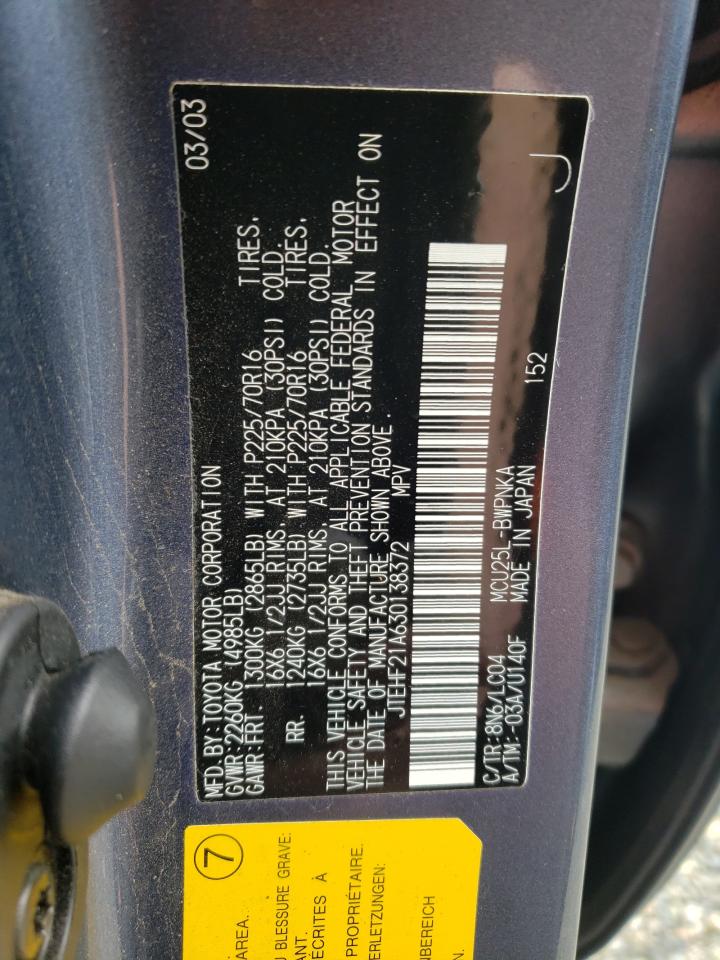 MFD. BY: TOYOTA MOTOR CORPORATION 03/03
GVWR: 2260KG (4985LB)
GAWR: FRT. 1300KG (2865LB) WITH P225/70R16 TIRES.
16X6 1/2JJ RIMS, AT 210KPA (30PSI) COLD.
RR. 1240KG (2735LB) WITH P225/70R16 TIRES.
16X6 1/2JJ RIMS, AT 210KPA (30PSI) COLD.
THIS VEHICLE CONFORMS TO ALL APPLICABLE FEDERAL MOTOR
VEHICLE SAFETY AND THEFT PREVENTION STANDARDS IN EFFECT ON
THE DATE OF MANUFACTURE SHOWN ABOVE.
JTEHF21A630138372 MPV
C/TR: 8N6/LC04 MCU25L-BWPNKA
A/TM: -03A/U140F MADE IN JAPAN 152
J
7
AREA.
U BLESSURE GRAVE:
ANT.
ÉCRITES À
PROPRIÉTAIRE.
ERLETZUNGEN:
NBEREICH
N.